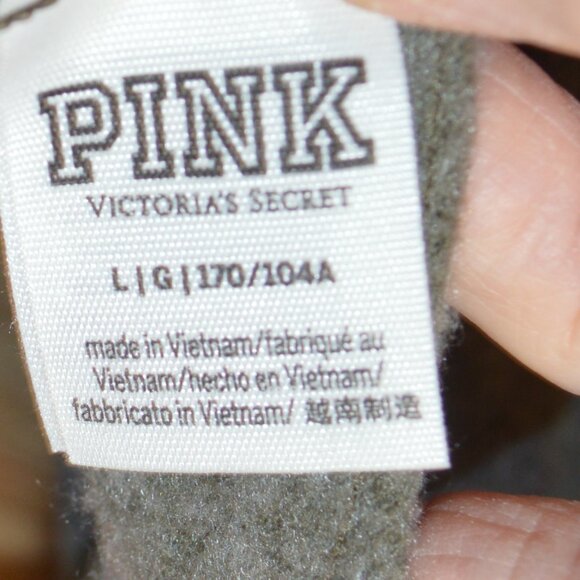 PINK
VICTORIA'S SECRET
L | G | 170/104A
made in Vietnam/fabriqué au
Vietnam/hecho en Vietnam/
fabbricato in Vietnam/ 越南制造